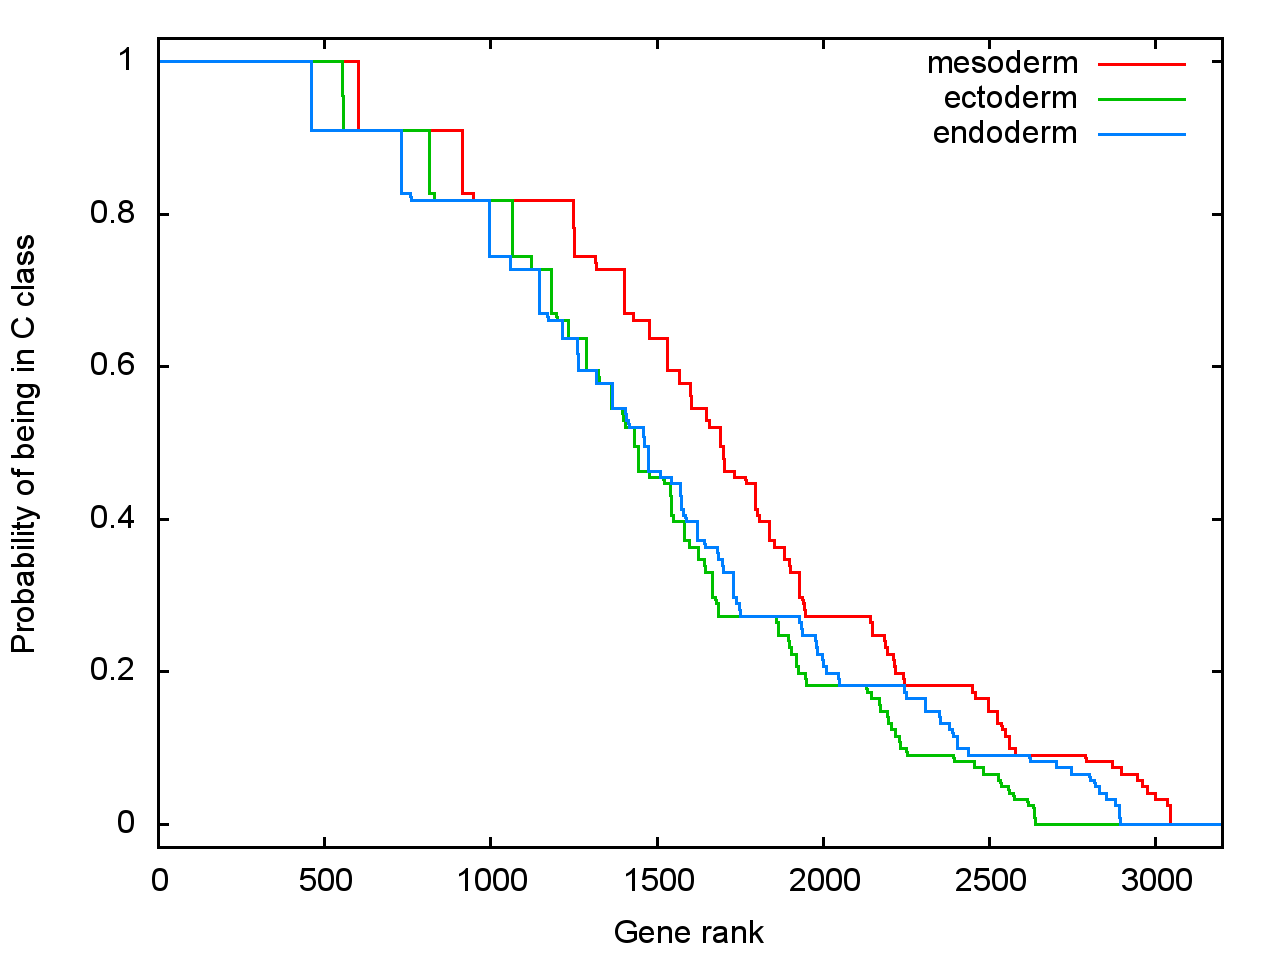 mesoderm
ectoderm
endoderm
1
0.8
0.6
0.4
0.2
0
Probability of being in C class
0 500 1000 1500 2000 2500 3000
Gene rank